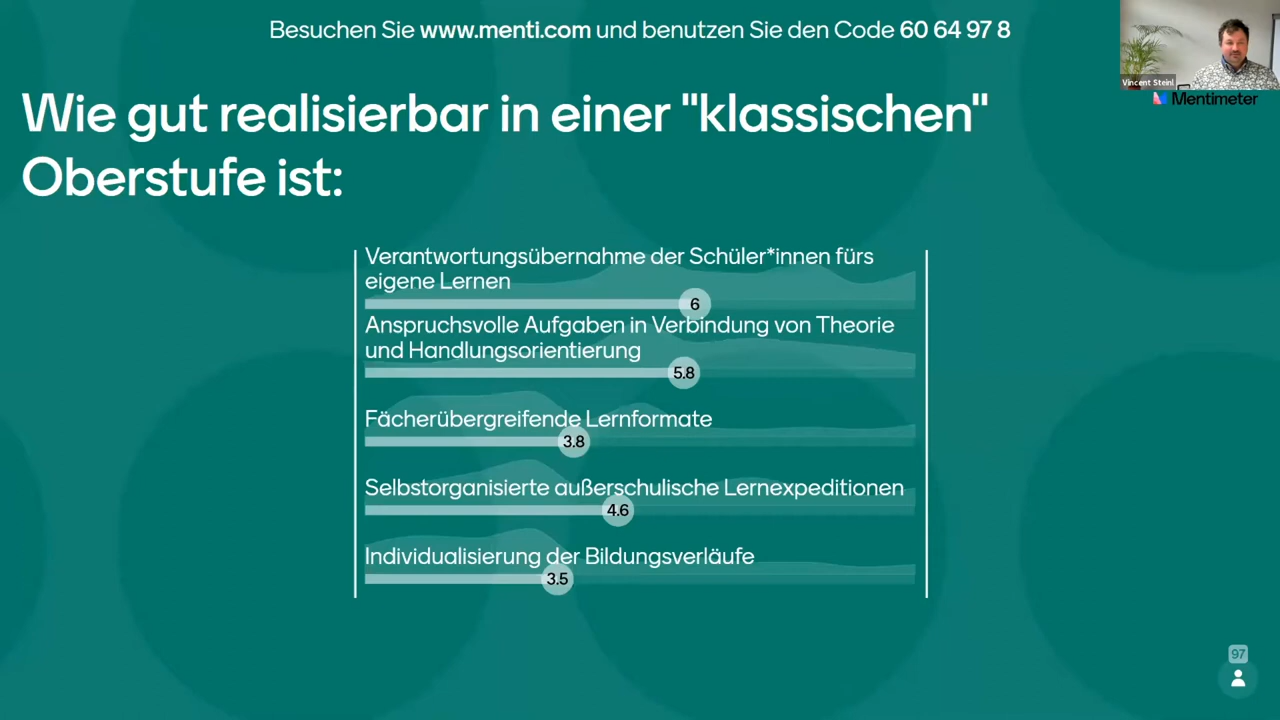 Besuchen Sie www.menti.com und benutzen Sie den Code 60 64 97 8
Vincent Steinl
Mentimeter
Wie gut realisierbar in einer "klassischen"
Oberstufe ist:
Verantwortungsübernahme der Schüler*innen fürs
eigene Lernen
6
Anspruchsvolle Aufgaben in Verbindung von Theorie
und Handlungsorientierung
5.8
Fächerübergreifende Lernformate
3.8
Selbstorganisierte außerschulische Lernexpeditionen
4.6
Individualisierung der Bildungsverläufe
3.5
97